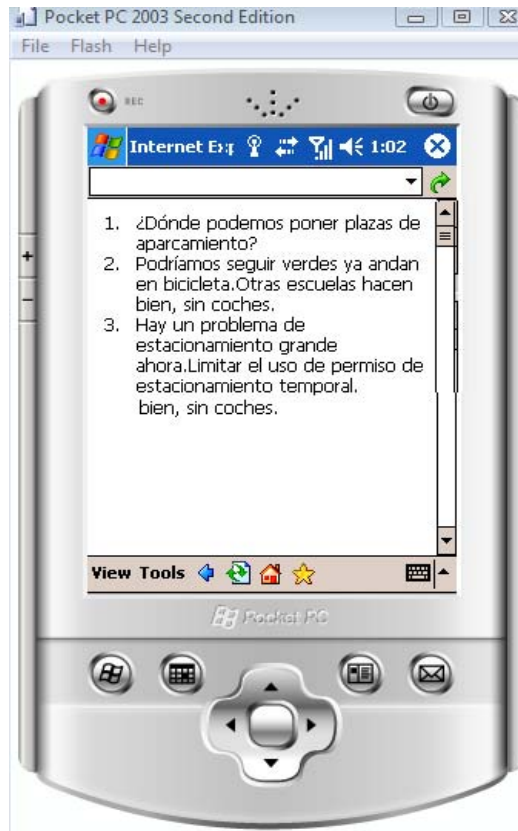 Pocket PC 2003 Second Edition
File Flash Help
REC
Internet Exp 1:02
1. ¿Dónde podemos poner plazas de
aparcamiento?
2. Podríamos seguir verdes ya andan
en bicicleta.Otras escuelas hacen
bien, sin coches.
3. Hay un problema de
estacionamiento grande
ahora.Limitar el uso de permiso de
estacionamiento temporal.
bien, sin coches.
View Tools
Pocket PC